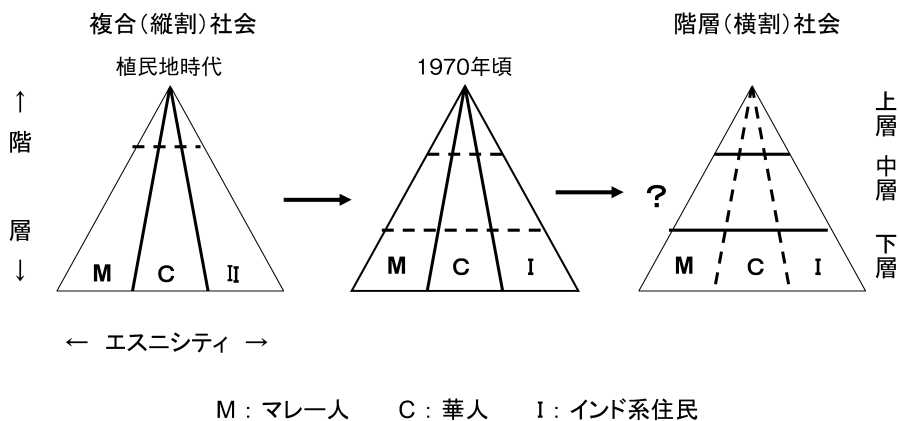 複合（縦割）社会
階層（横割）社会
植民地時代
1970年頃
↑
階
層
↓
上層
中層
下層
?
M C II
M C I
M C I
← エスニシティ →
M：マレー人 C：華人 I：インド系住民